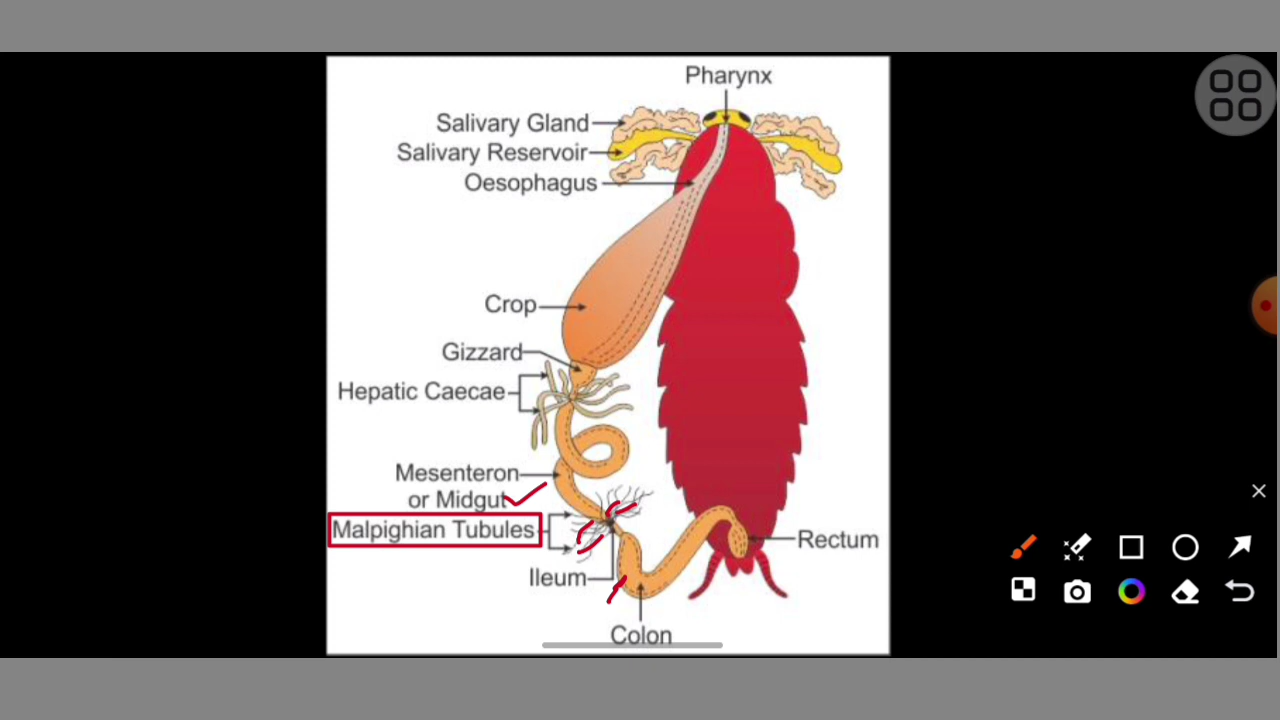 Pharynx
Salivary Gland
Salivary Reservoir
Oesophagus
Crop
Gizzard
Hepatic Caecae
Mesenteron
or Midgut
Malpighian Tubules
Rectum
Ileum
Colon